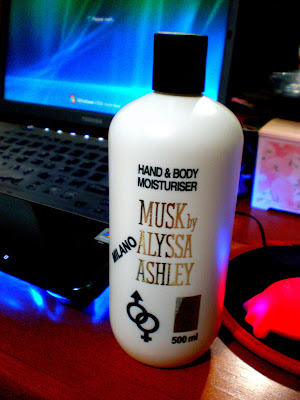 HAND & BODY
MOISTURISER
MUSK by
ALYSSA
ASHLEY
MILANO
500 ml